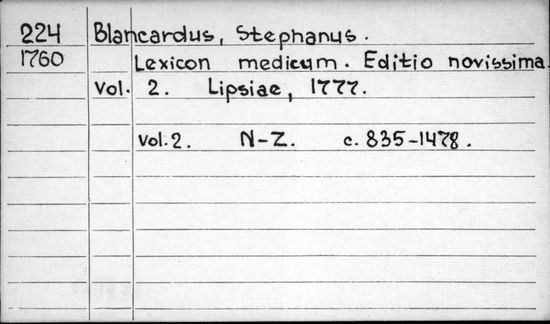 224 Blancardus, Stephanus.
1760 Lexicon medicum. Editio novissima.
Vol. 2. Lipsiae, 1777.
Vol. 2. N-Z. c. 835-1478.